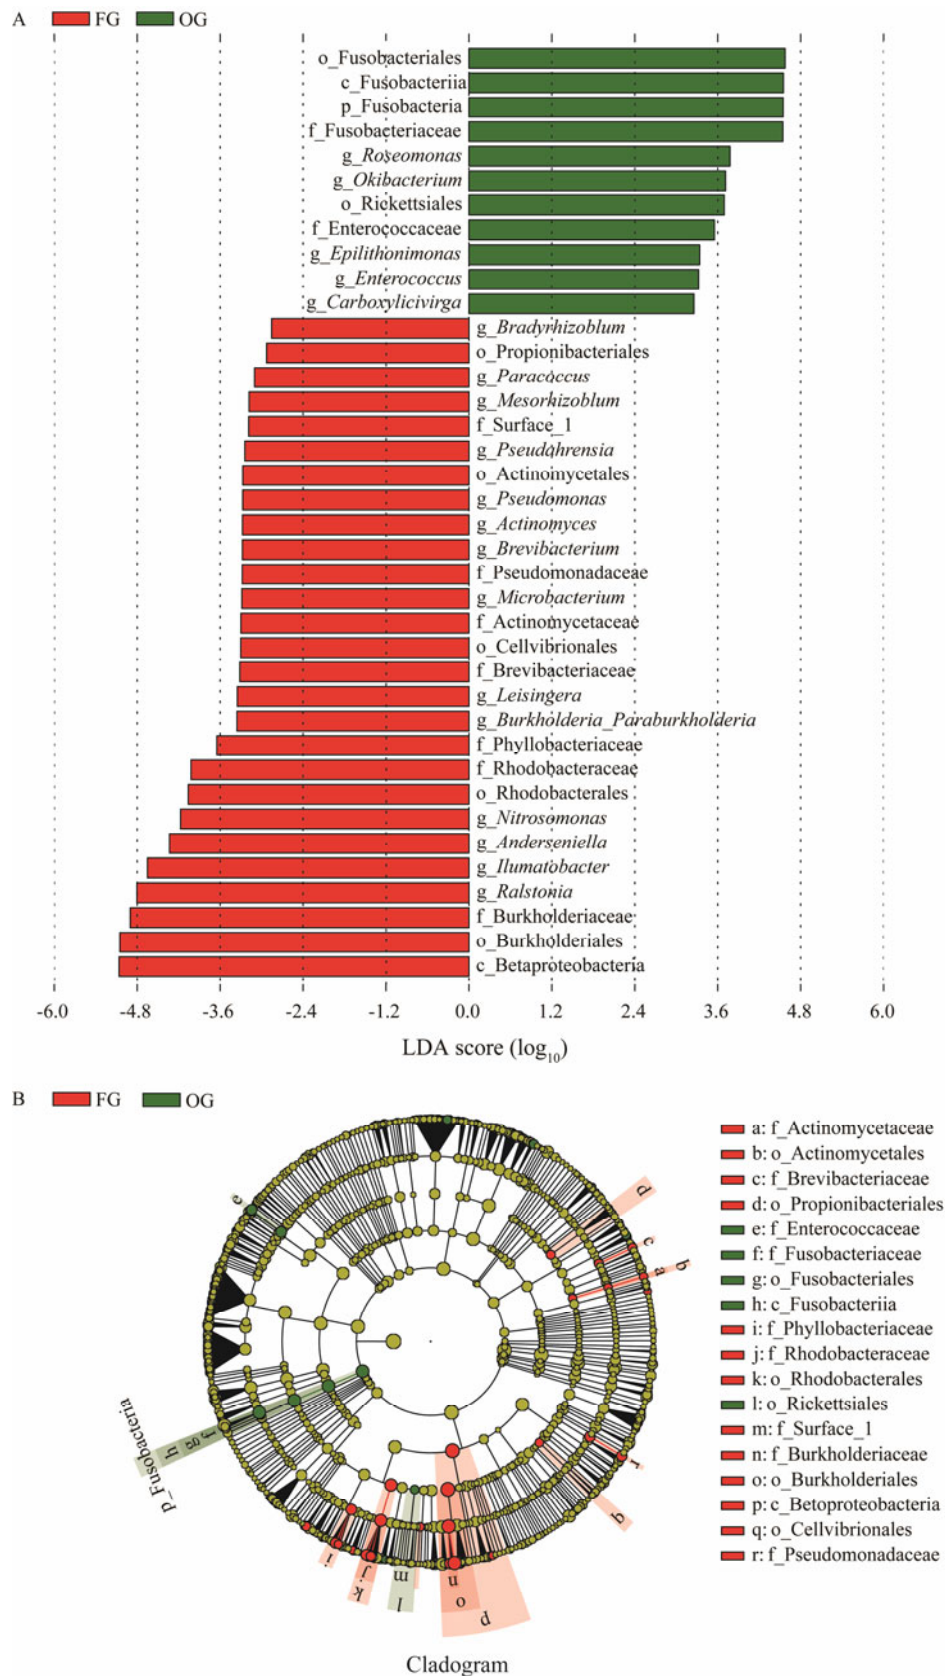 A FG OG
o_Fusobacteriales
c_Fusobacteriia
p_Fusobacteria
f_Fusobacteriaceae
g_Roseomonas
g_Okibacterium
o_Rickettsiales
f_Enterococcaceae
g_Epilithonimonas
g_Enterococcus
g_Carboxylicivirga
g_Bradyrhizoblum
o_Propionibacteriales
g_Paracoccus
g_Mesorhizoblum
f_Surface_1
g_Pseudahrensia
o_Actinomycetales
g_Pseudomonas
g_Actinomyces
g_Brevibacterium
f_Pseudomonadaceae
g_Microbacterium
f_Actinomycetaceae
o_Cellvibrionales
f_Brevibacteriaceae
g_Leisingera
g_Burkholderia_Paraburkholderia
f_Phyllobacteriaceae
f_Rhodobacteraceae
o_Rhodobacterales
g_Nitrosomonas
g_Anderseniella
g_Ilumatobacter
g_Ralstonia
f_Burkholderiaceae
o_Burkholderiales
c_Betaproteobacteria
-6.0 -4.8 -3.6 -2.4 -1.2 0.0 1.2 2.4 3.6 4.8 6.0
LDA score (log10)
B FG OG
a: f_Actinomycetaceae
b: o_Actinomycetales
c: f_Brevibacteriaceae
d: o_Propionibacteriales
e: f_Enterococcaceae
f: f_Fusobacteriaceae
g: o_Fusobacteriales
h: c_Fusobacteriia
i: f_Phyllobacteriaceae
j: f_Rhodobacteraceae
k: o_Rhodobacterales
l: o_Rickettsiales
m: f_Surface_1
n: f_Burkholderiaceae
o: o_Burkholderiales
p: c_Betoproteobacteria
q: o_Cellvibrionales
r: f_Pseudomonadaceae
e
d
c
a
b
p_Fusobacteria
h
g
f
i
k
j
l
m
n
o
p
q
r
Cladogram